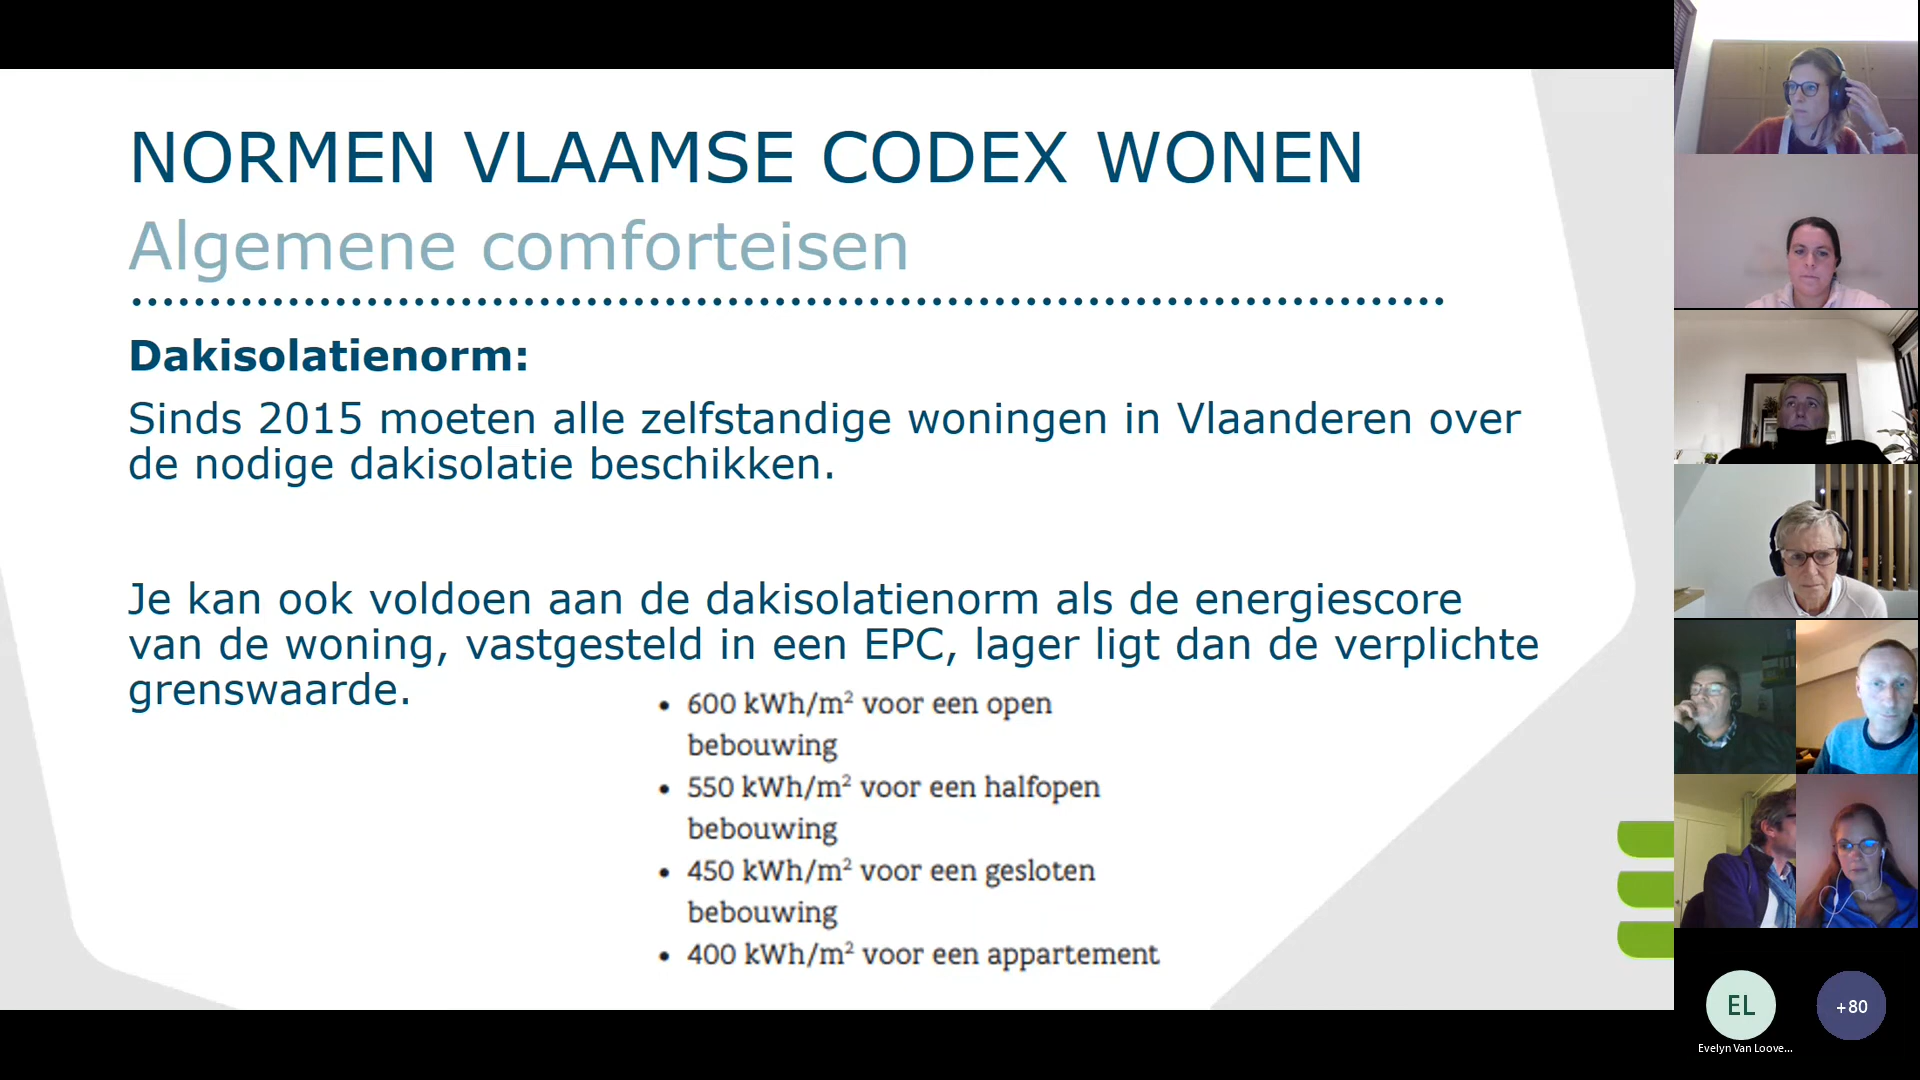 NORMEN VLAAMSE CODEX WONEN
Algemene comforteisen
Dakisolatienorm:
Sinds 2015 moeten alle zelfstandige woningen in Vlaanderen over
de nodige dakisolatie beschikken.
Je kan ook voldoen aan de dakisolatienorm als de energiescore
van de woning, vastgesteld in een EPC, lager ligt dan de verplichte
grenswaarde.
• 600 kWh/m² voor een open
bebouwing
• 550 kWh/m² voor een halfopen
bebouwing
• 450 kWh/m² voor een gesloten
bebouwing
• 400 kWh/m² voor een appartement
EL
+80
Evelyn Van Loove...